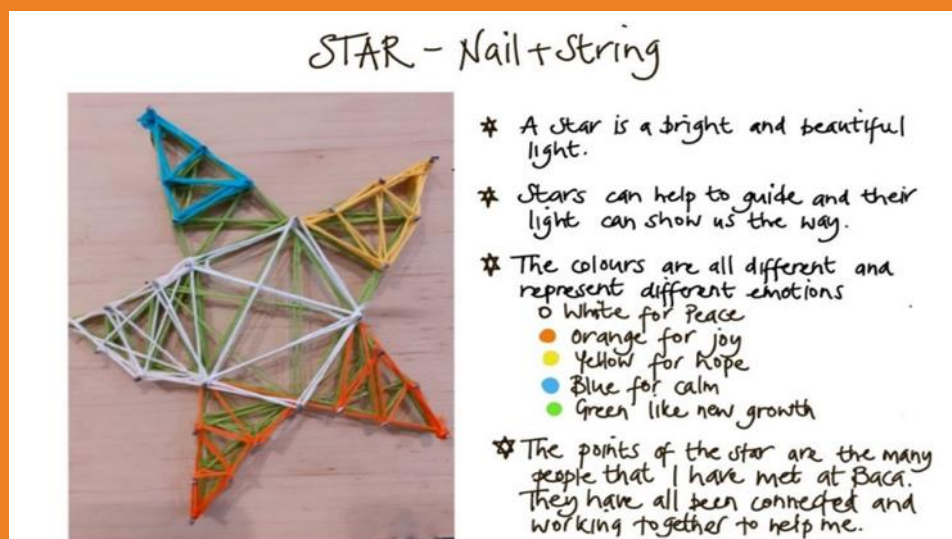 STAR - Nail + String
A star is a bright and beautiful
light.
Stars can help to guide and their
light can show us the way.
The colours are all different and
represent different emotions
White for Peace
Orange for joy
Yellow for hope
Blue for calm
Green like new growth
The points of the star are the many
people that I have met at Baca.
They have all been connected and
working together to help me.